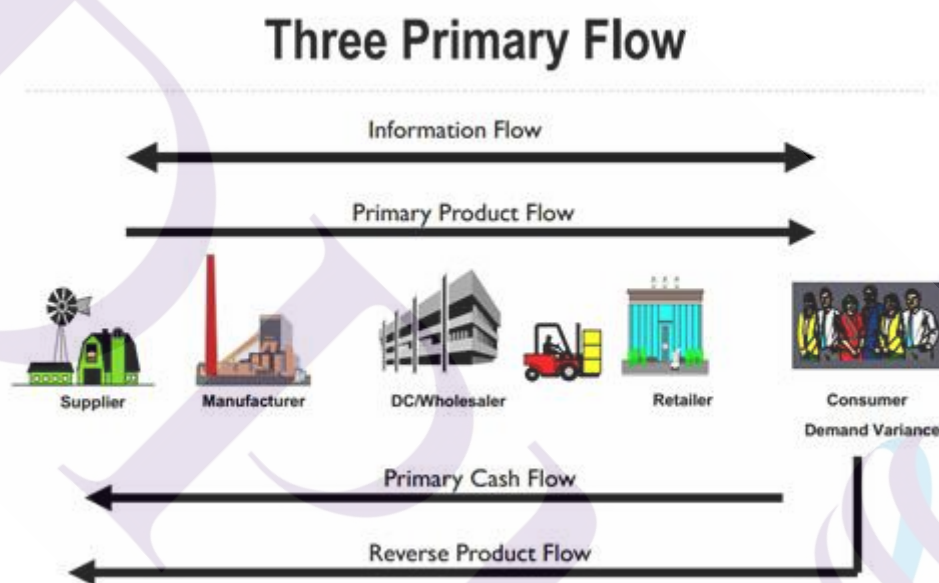 Three Primary Flow
Information Flow
Primary Product Flow
Supplier
Manufacturer
DC/Wholesaler
Retailer
Consumer
Demand Variance
Primary Cash Flow
Reverse Product Flow